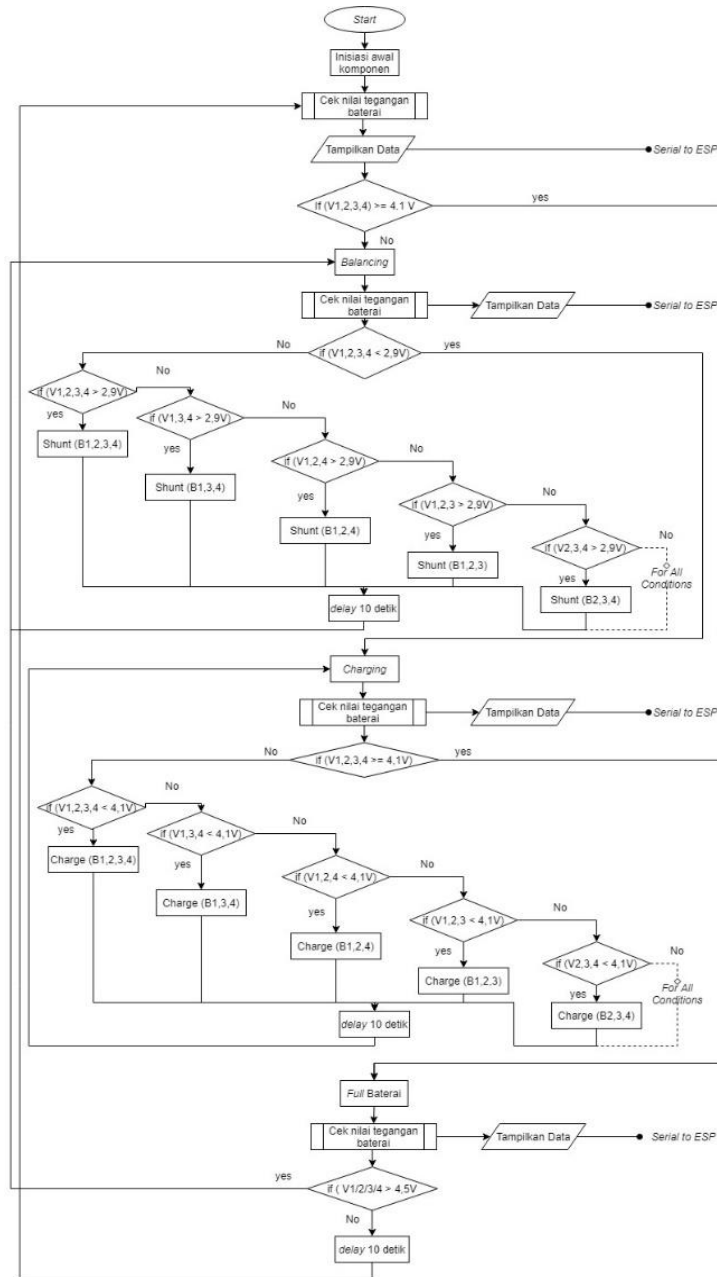 Start
Inisiasi awal
komponen
Cek nilai tegangan
baterai
Tampilkan Data
Serial to ESP
If (V1,2,3,4) >= 4,1 V
yes
No
Balancing
Cek nilai tegangan
baterai
Tampilkan Data
Serial to ESP
No
if (V1,2,3,4 < 2,9V)
yes
if (V1,2,3,4 > 2,9V)
No
yes
Shunt (B1,2,3,4)
if (V1,3,4 > 2,9V)
No
yes
Shunt (B1,3,4)
if (V1,2,4 > 2,9V)
No
yes
Shunt (B1,2,4)
if (V1,2,3 > 2,9V)
No
yes
Shunt (B1,2,3)
If (V2,3,4 > 2,9V)
No
yes
Shunt (B2,3,4)
For All
Conditions
delay 10 detik
Charging
Cek nilai tegangan
baterai
Tampilkan Data
Serial to ESP
No
if (V1,2,3,4 >= 4,1V)
yes
if (V1,2,3,4 < 4,1V)
No
yes
Charge (B1,2,3,4)
if (V1,3,4 < 4,1V)
No
yes
Charge (B1,3,4)
if (V1,2,4 < 4,1V)
No
yes
Charge (B1,2,4)
if (V1,2,3 < 4,1V)
No
yes
Charge (B1,2,3)
if (V2,3,4 < 4,1V)
No
yes
Charge (B2,3,4)
For All
Conditions
delay 10 detik
Full Baterai
Cek nilai tegangan
baterai
Tampilkan Data
Serial to ESP
yes
if ( V1/2/3/4 > 4,5V
No
delay 10 detik